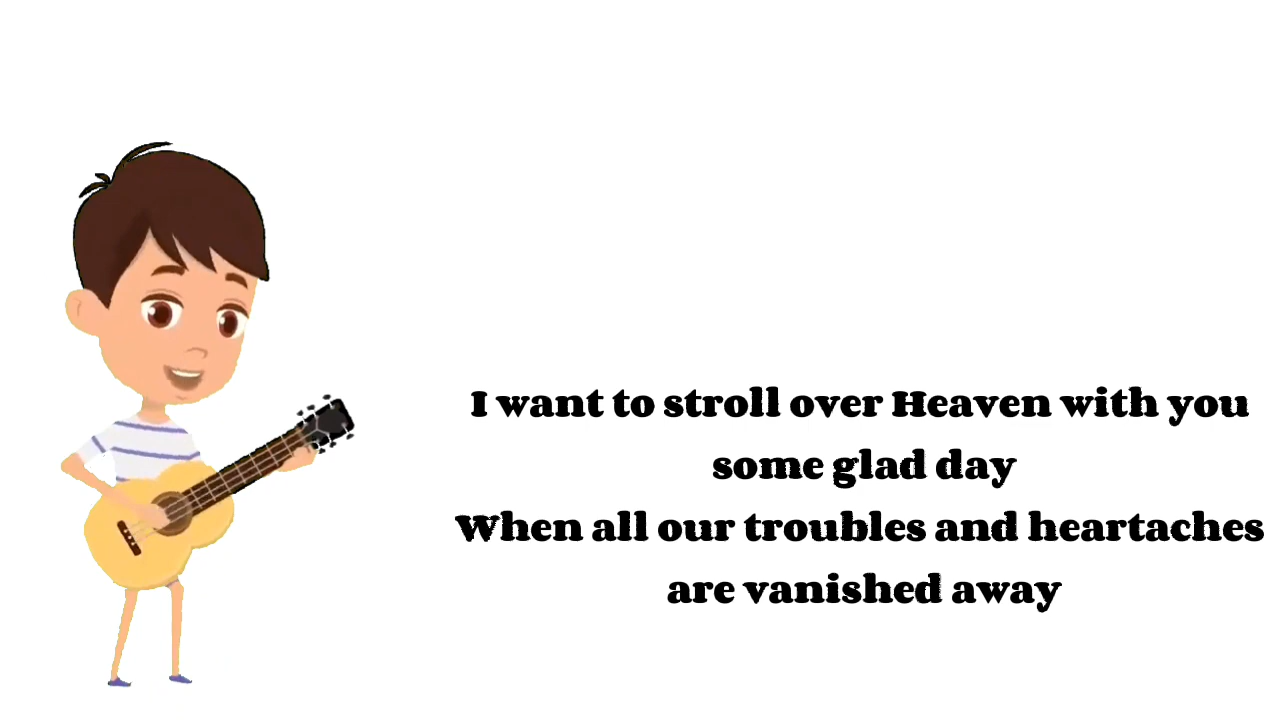 I want to stroll over Heaven with you
some glad day
When all our troubles and heartaches
are vanished away